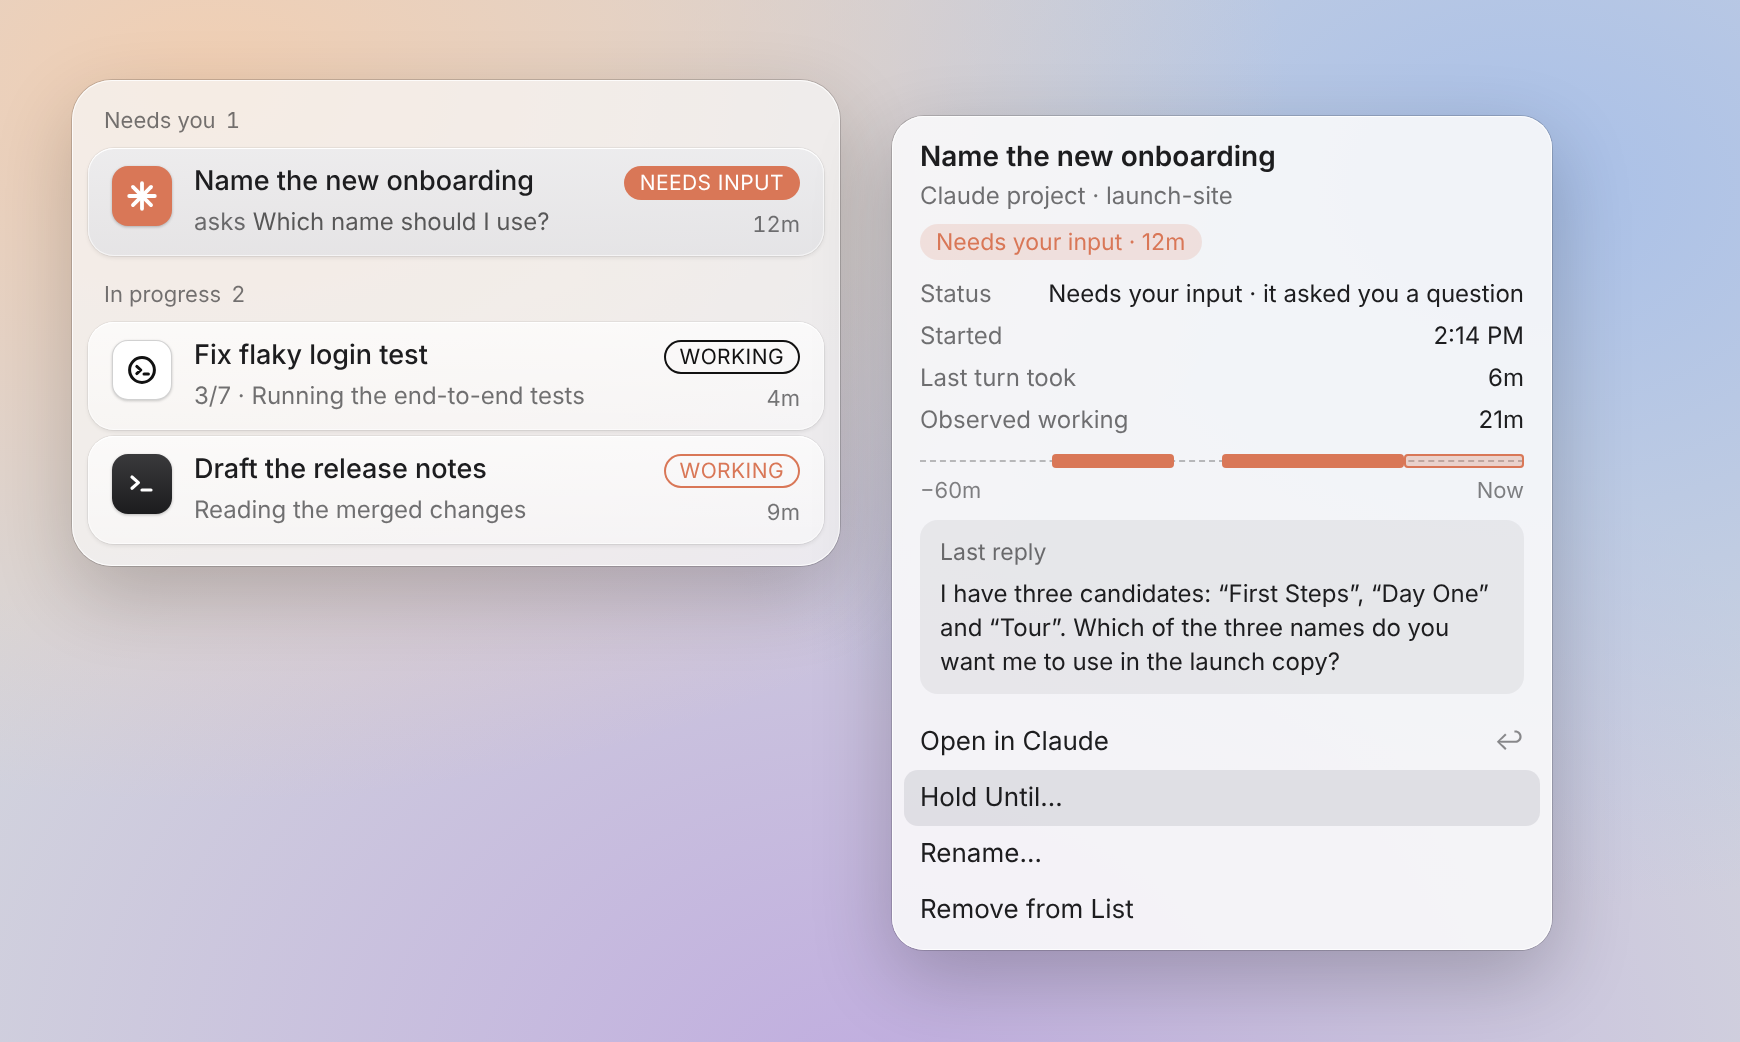 Needs you 1
Name the new onboarding
NEEDS INPUT
asks Which name should I use?
12m
In progress 2
Fix flaky login test
WORKING
3/7 · Running the end-to-end tests
4m
Draft the release notes
WORKING
Reading the merged changes
9m
Name the new onboarding
Claude project · launch-site
Needs your input · 12m
Status Needs your input · it asked you a question
Started 2:14 PM
Last turn took 6m
Observed working 21m
−60m Now
Last reply
I have three candidates: “First Steps”, “Day One”
and “Tour”. Which of the three names do you
want me to use in the launch copy?
Open in Claude
Hold Until...
Rename...
Remove from List